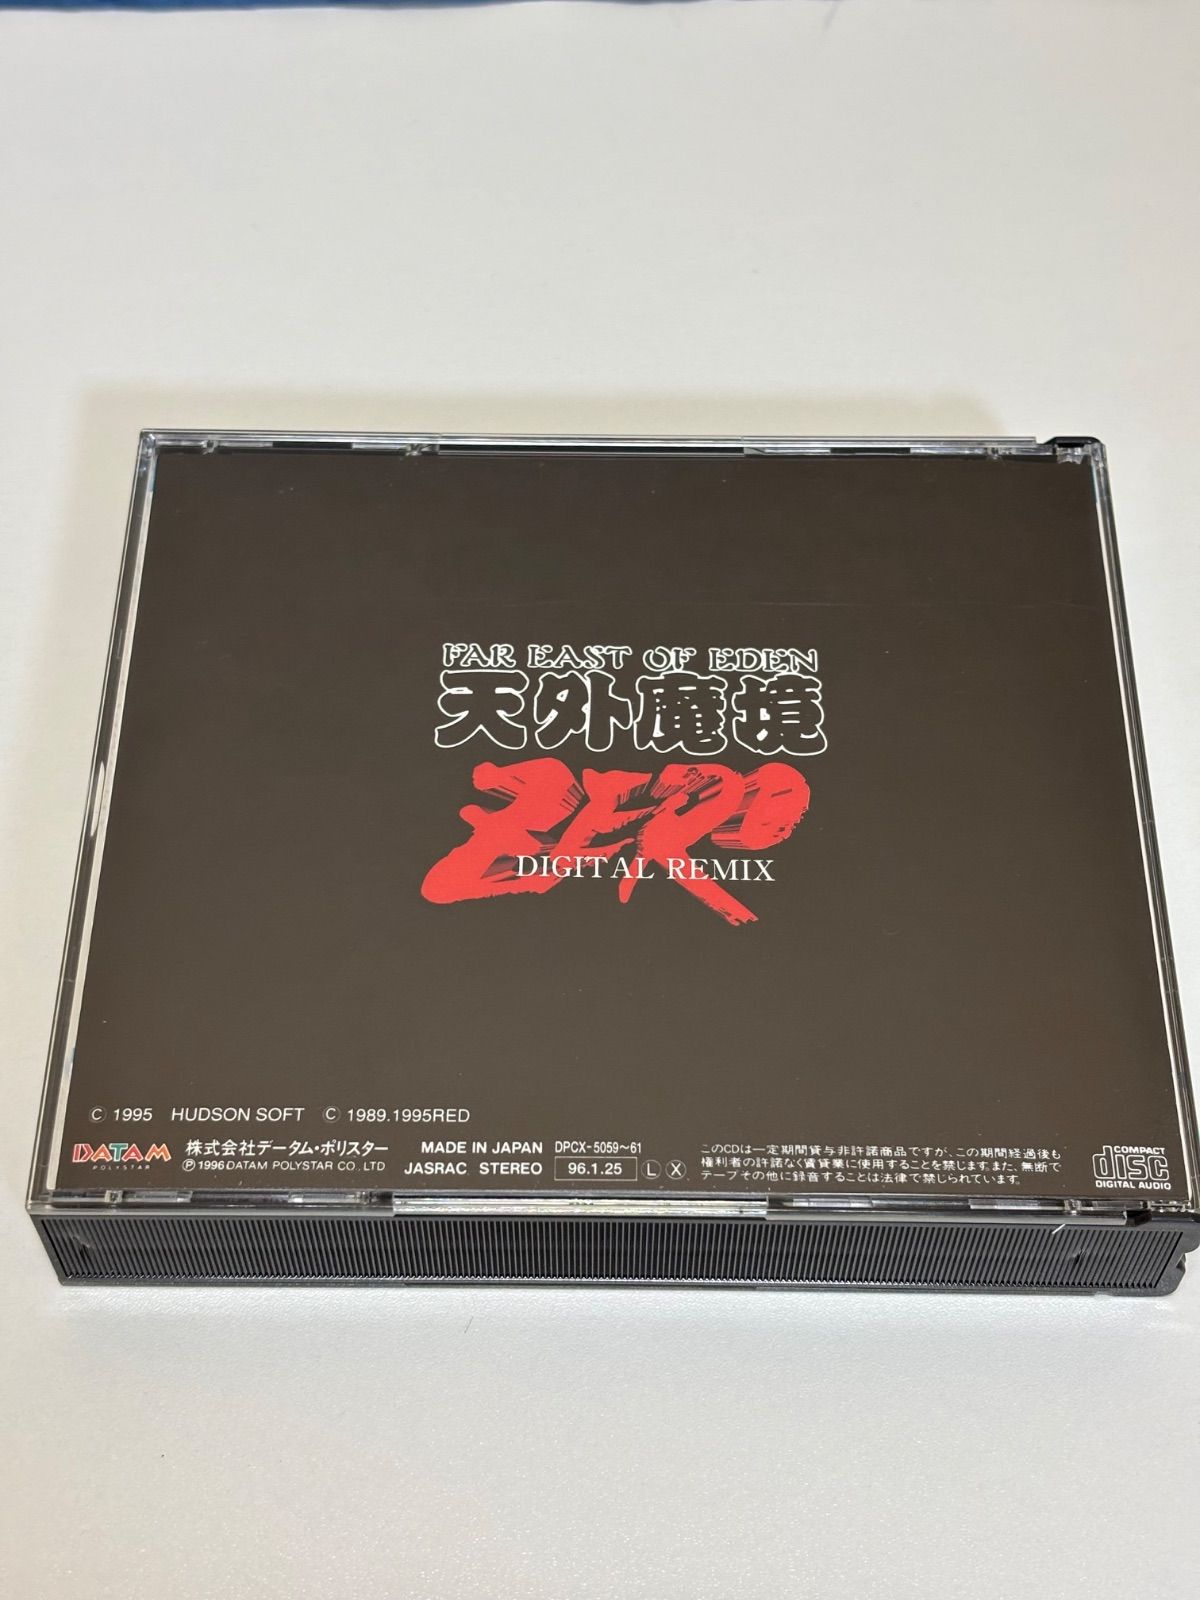 FAR EAST OF EDEN
天外魔境
ZERO
DIGITAL REMIX
Ⓒ 1995 HUDSON SOFT Ⓒ 1989.1995RED
DATAM
POLYSTAR
株式会社データム・ポリスター
Ⓟ1996DATAM POLYSTAR CO., LTD
MADE IN JAPAN
JASRAC STEREO
DPCX-5059〜61
96.1.25
Ⓛ Ⓧ
このCDは一定期間貸与非許諾商品ですが、この期間経過後も
権利者の許諾なく賃貸業に使用することを禁じます。また、無断で
テープその他に録音することは法律で禁じられています。
COMPACT
disc
DIGITAL AUDIO